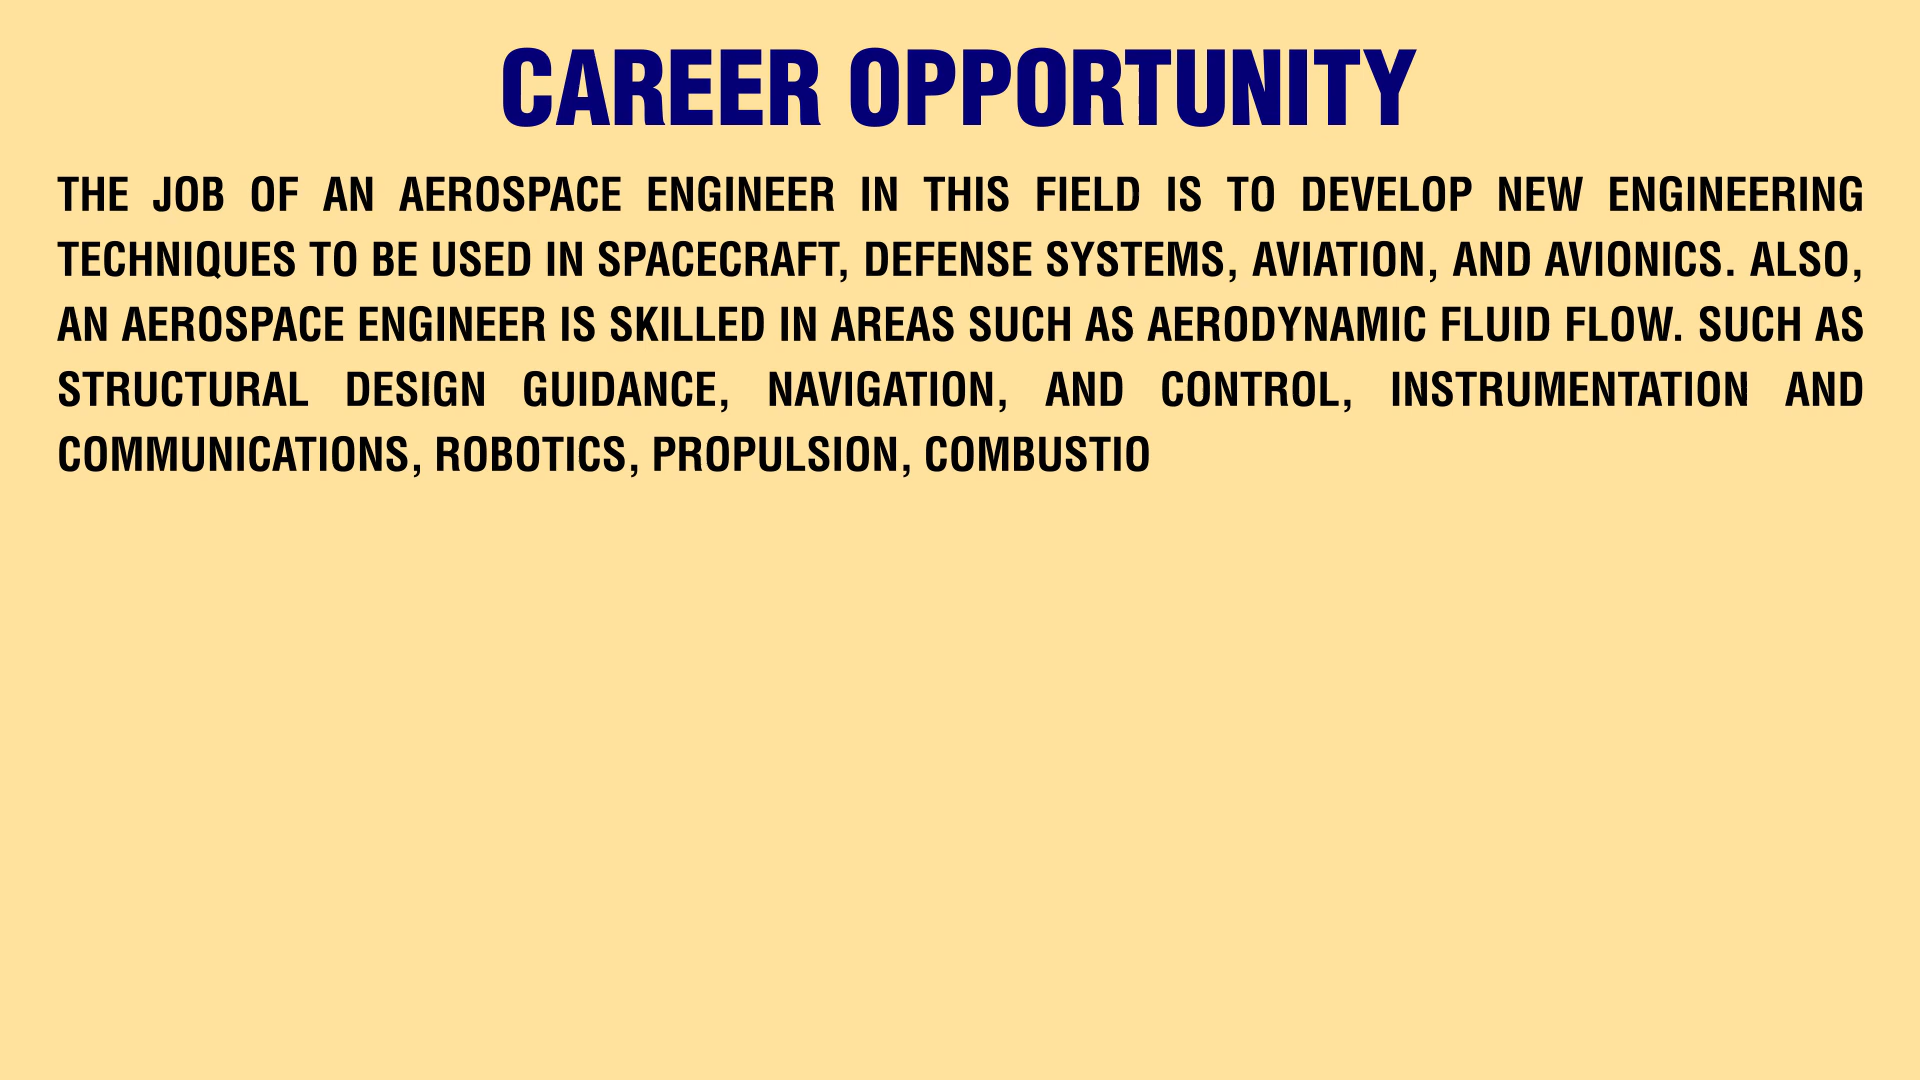 CAREER OPPORTUNITY
THE JOB OF AN AEROSPACE ENGINEER IN THIS FIELD IS TO DEVELOP NEW ENGINEERING
TECHNIQUES TO BE USED IN SPACECRAFT, DEFENSE SYSTEMS, AVIATION, AND AVIONICS. ALSO,
AN AEROSPACE ENGINEER IS SKILLED IN AREAS SUCH AS AERODYNAMIC FLUID FLOW. SUCH AS
STRUCTURAL DESIGN GUIDANCE, NAVIGATION, AND CONTROL, INSTRUMENTATION AND
COMMUNICATIONS, ROBOTICS, PROPULSION, COMBUSTIO